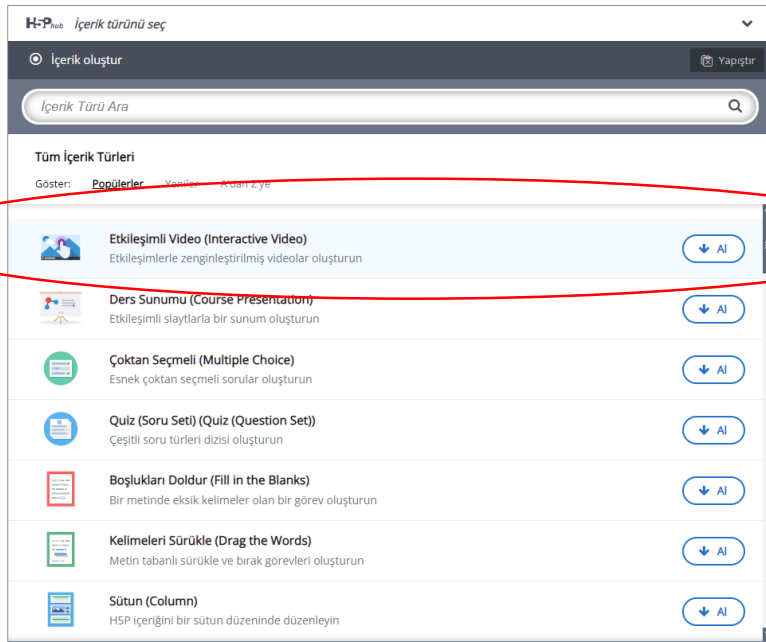 H5Phub İçerik türünü seç
İçerik oluştur
Yapıştır
İçerik Türü Ara
Tüm İçerik Türleri
Göster: Popülerler Yeniler A'dan Z'ye
Etkileşimli Video (Interactive Video)
Etkileşimlerle zenginleştirilmiş videolar oluşturun
Al
Ders Sunumu (Course Presentation)
Etkileşimli slaytlarla bir sunum oluşturun
Al
Çoktan Seçmeli (Multiple Choice)
Esnek çoktan seçmeli sorular oluşturun
Al
Quiz (Soru Seti) (Quiz (Question Set))
Çeşitli soru türleri dizisi oluşturun
Al
Boşlukları Doldur (Fill in the Blanks)
Bir metinde eksik kelimeler olan bir görev oluşturun
Al
Kelimeleri Sürükle (Drag the Words)
Metin tabanlı sürükle ve bırak görevleri oluşturun
Al
Sütun (Column)
H5P içeriğini bir sütun düzeninde düzenleyin
Al